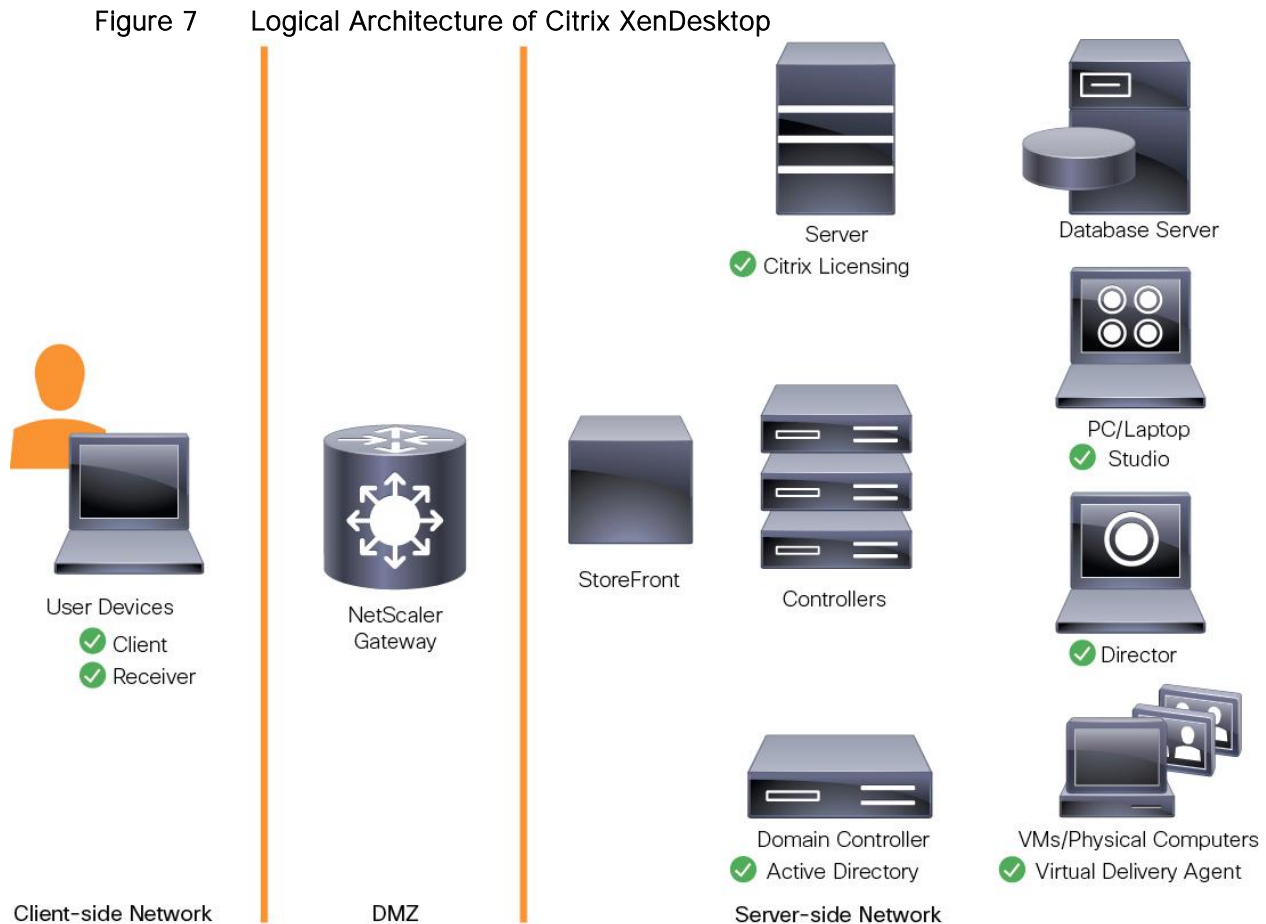 Figure 7 Logical Architecture of Citrix XenDesktop
Server
Citrix Licensing
Database Server
PC/Laptop
Studio
User Devices
Client
Receiver
NetScaler
Gateway
StoreFront
Controllers
Director
Domain Controller
Active Directory
VMs/Physical Computers
Virtual Delivery Agent
Client-side Network
DMZ
Server-side Network